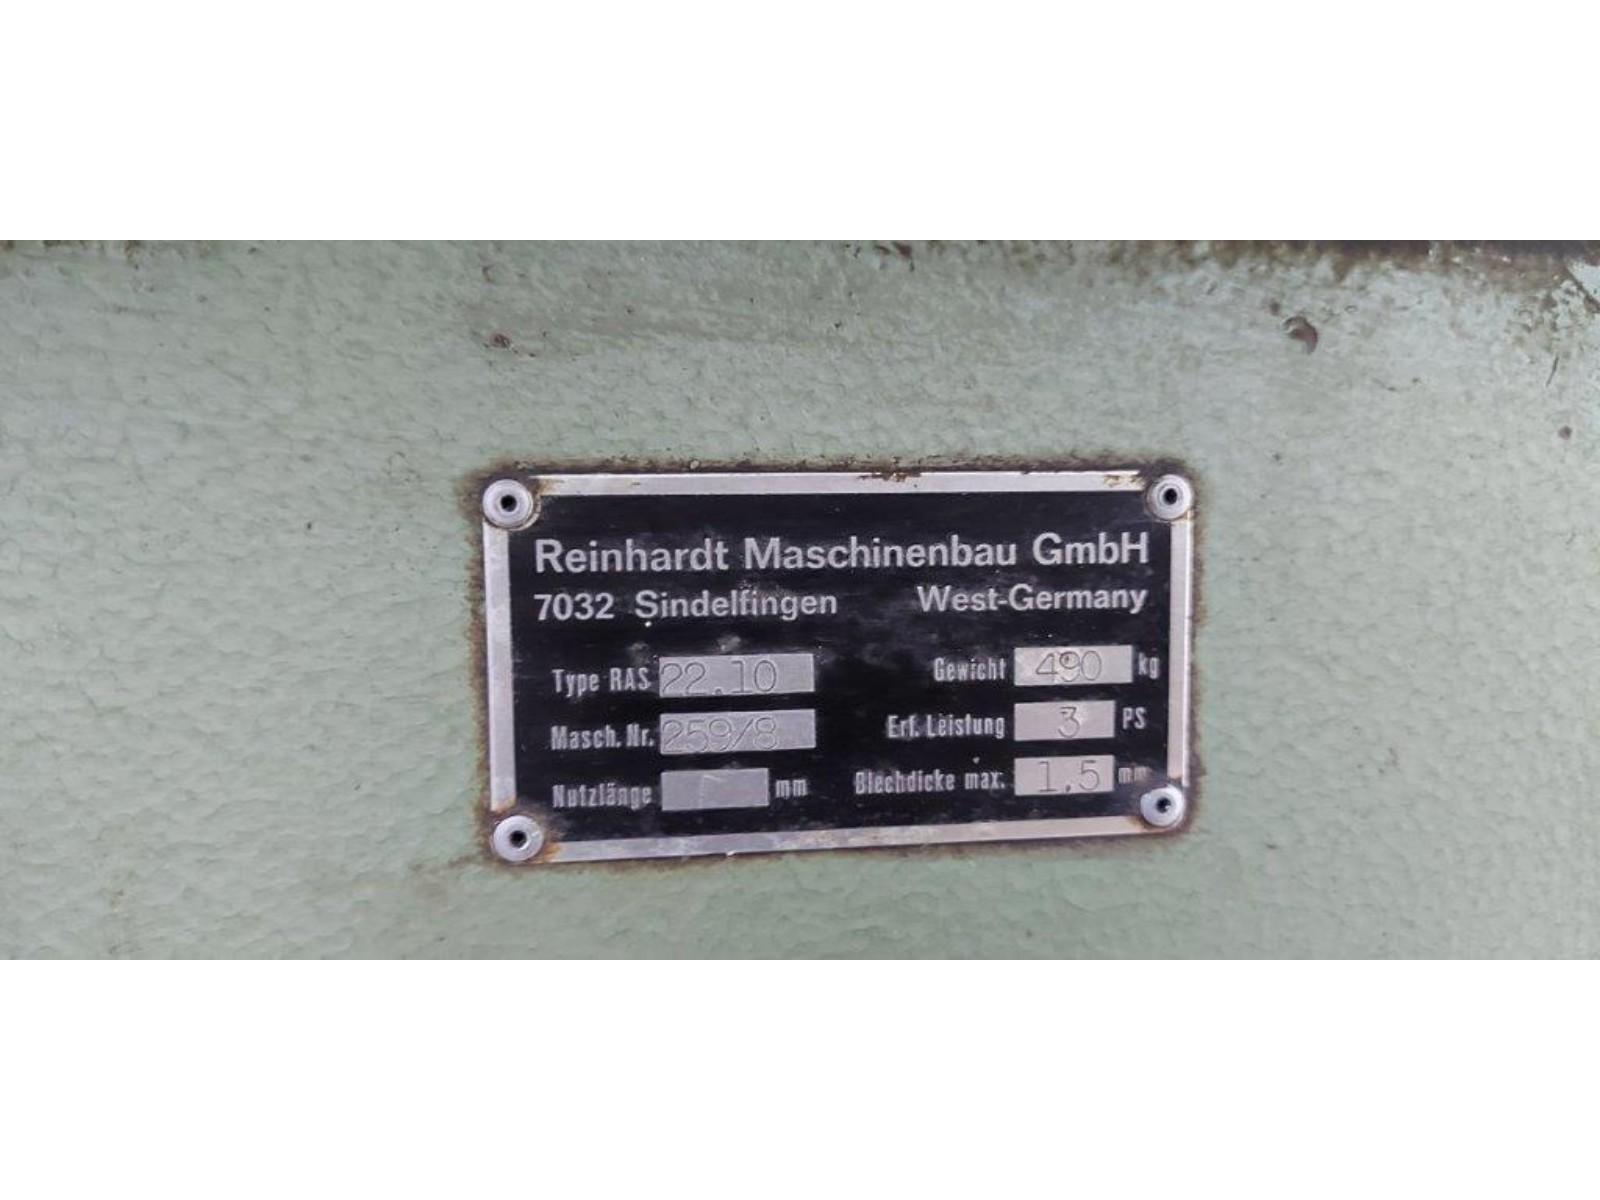 Reinhardt Maschinenbau GmbH
7032 Sindelfingen West-Germany
Type RAS 22.10 Gewicht 490 kg
Masch. Nr. 259/8 Erf. Leistung 3 PS
Nutzlänge mm Blechdicke max. 1,5 mm